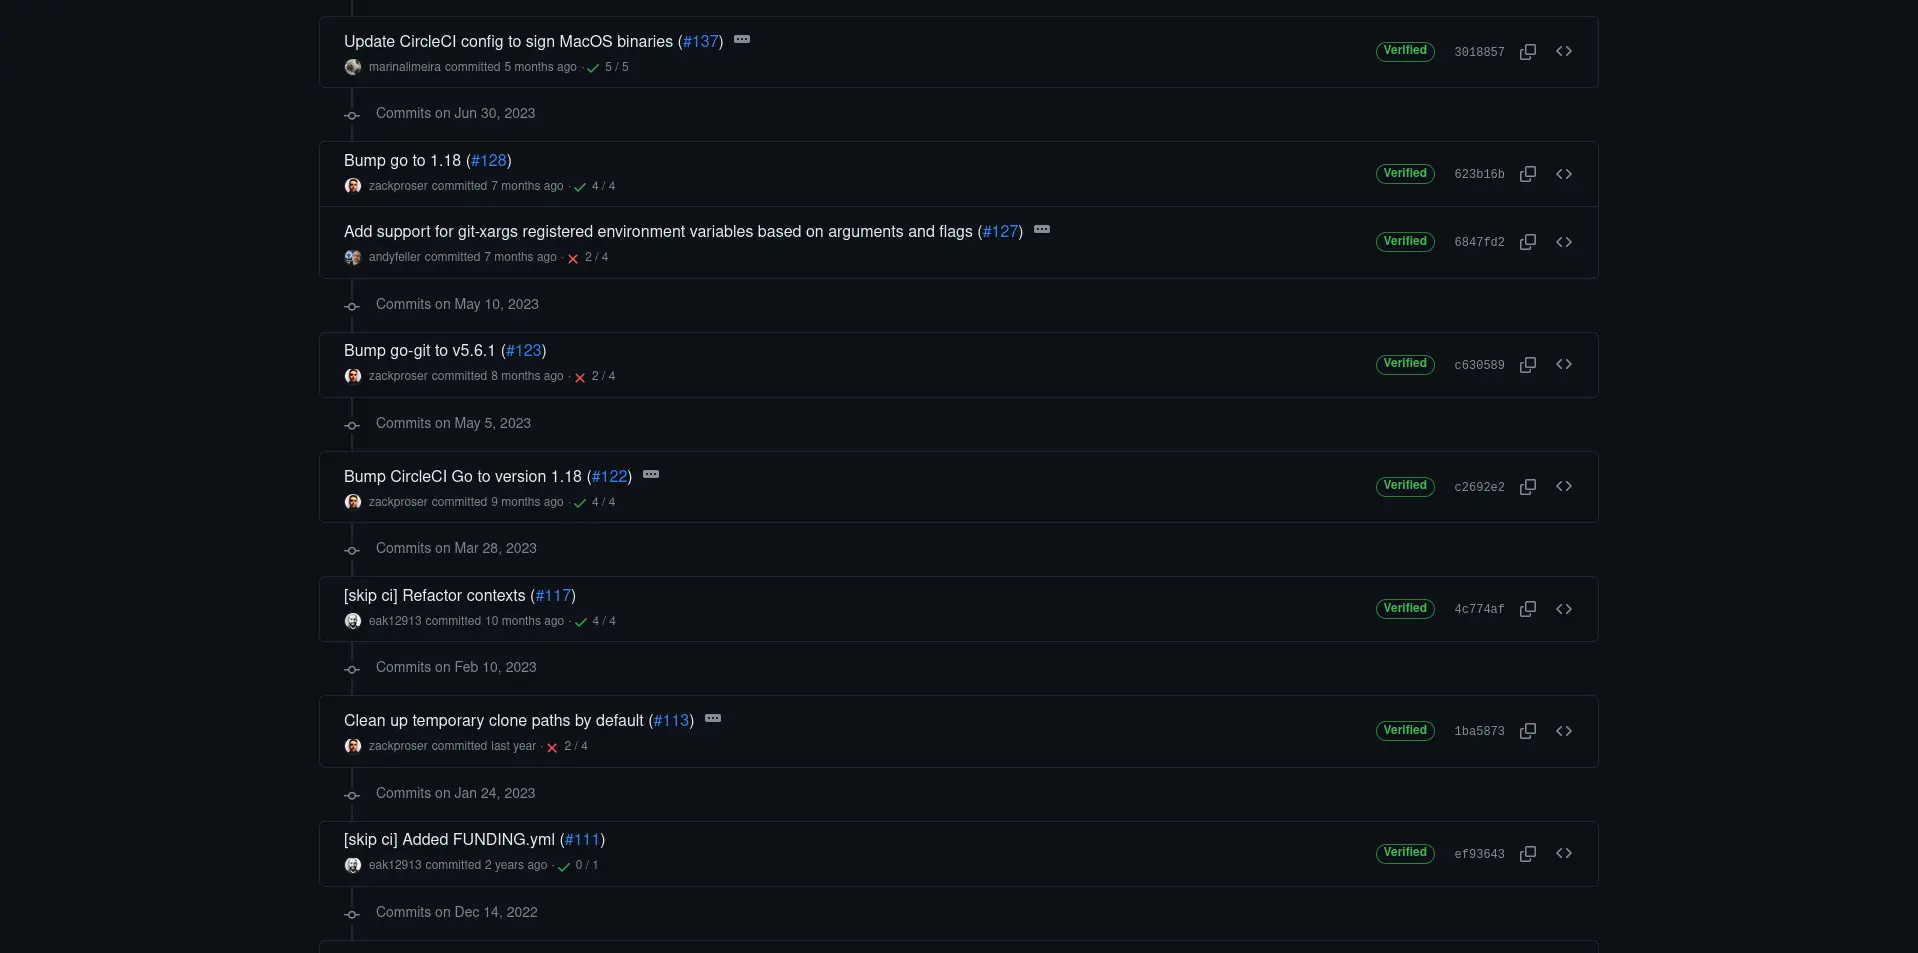 Update CircleCI config to sign MacOS binaries (#137)
marinalimeira committed 5 months ago · 5 / 5
Verified 3018857
Commits on Jun 30, 2023
Bump go to 1.18 (#128)
zackproser committed 7 months ago · 4 / 4
Verified 623b16b
Add support for git-xargs registered environment variables based on arguments and flags (#127)
andyfeller committed 7 months ago · 2 / 4
Verified 6847fd2
Commits on May 10, 2023
Bump go-git to v5.6.1 (#123)
zackproser committed 8 months ago · 2 / 4
Verified c630589
Commits on May 5, 2023
Bump CircleCI Go to version 1.18 (#122)
zackproser committed 9 months ago · 4 / 4
Verified c2692e2
Commits on Mar 28, 2023
[skip ci] Refactor contexts (#117)
eak12913 committed 10 months ago · 4 / 4
Verified 4c774af
Commits on Feb 10, 2023
Clean up temporary clone paths by default (#113)
zackproser committed last year · 2 / 4
Verified 1ba5873
Commits on Jan 24, 2023
[skip ci] Added FUNDING.yml (#111)
eak12913 committed 2 years ago · 0 / 1
Verified ef93643
Commits on Dec 14, 2022